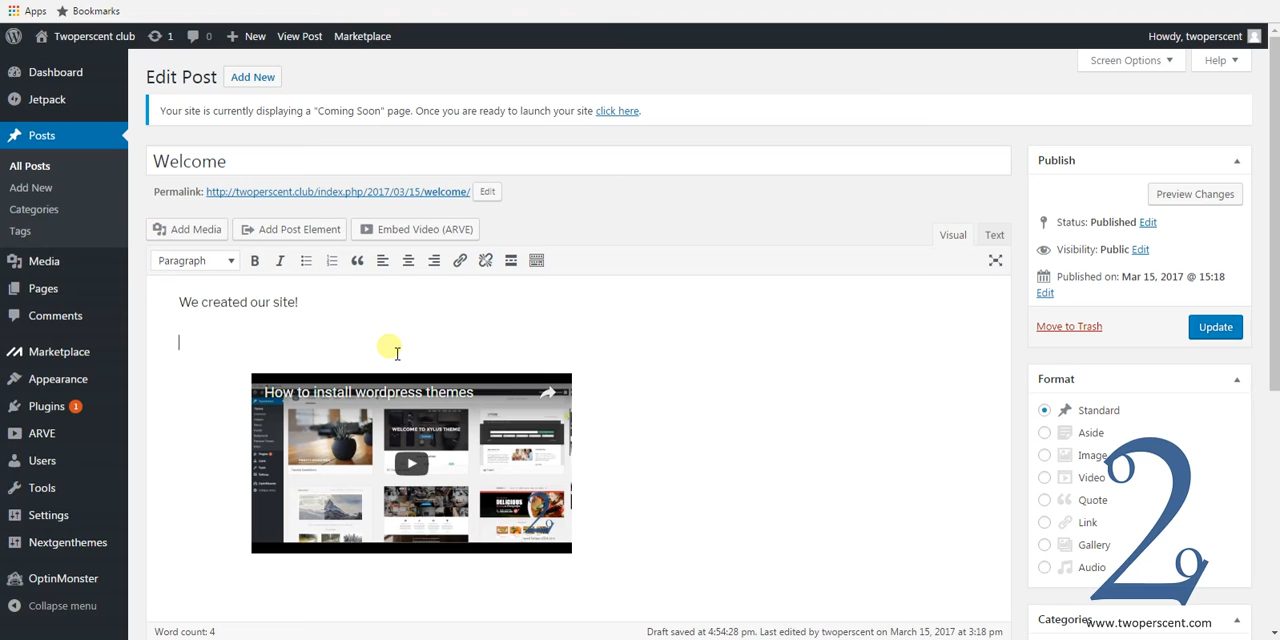 Apps Bookmarks
Twoperscent club 1 0 New View Post Marketplace Howdy, twoperscent
Dashboard
Jetpack
Posts
All Posts
Add New
Categories
Tags
Media
Pages
Comments
Marketplace
Appearance
Plugins 1
ARVE
Users
Tools
Settings
Nextgenthemes
OptinMonster
Collapse menu
Screen Options Help
Edit Post Add New
Your site is currently displaying a "Coming Soon" page. Once you are ready to launch your site click here.
Welcome
Permalink: http://twoperscent.club/index.php/2017/03/15/welcome/ Edit
Add Media Add Post Element Embed Video (ARVE) Visual Text
Paragraph B I
We created our site!
How to install wordpress themes
Word count: 4 Draft saved at 4:54:28 pm. Last edited by twoperscent on March 15, 2017 at 3:18 pm
Publish
Preview Changes
Status: Published Edit
Visibility: Public Edit
Published on: Mar 15, 2017 @ 15:18
Edit
Move to Trash Update
Format
Standard
Aside
Image
Video
Quote
Link
Gallery
Audio
Categories
www.twoperscent.com